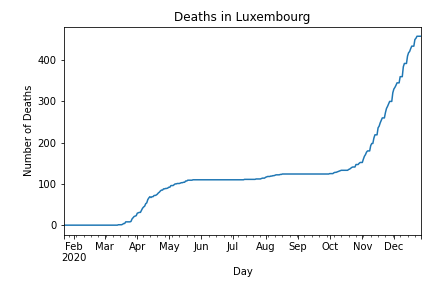 Deaths in Luxembourg
Number of Deaths
400
300
200
100
0
Feb Mar Apr May Jun Jul Aug Sep Oct Nov Dec
2020
Day